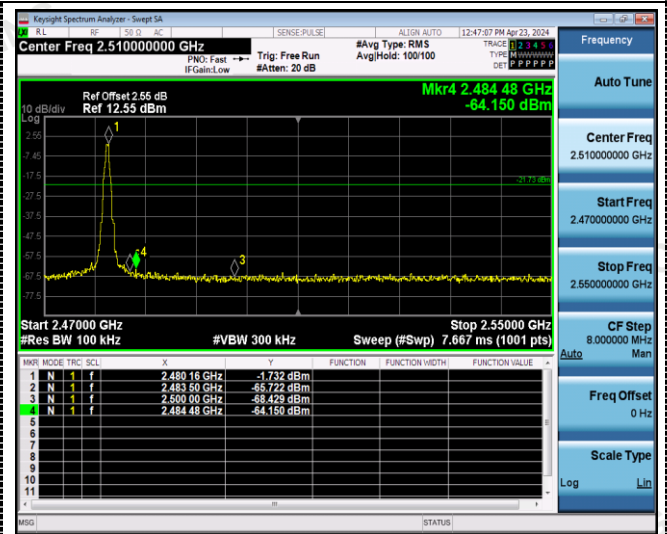 Keysight Spectrum Analyzer - Swept SA
RL RF 50 Ω AC SENSE:PULSE ALIGN AUTO 12:47:07 PM Apr 23, 2024
Center Freq 2.510000000 GHz
PNO: Fast
IFGain:Low
Trig: Free Run
#Atten: 20 dB
#Avg Type: RMS
Avg|Hold: 100/100
TRACE 1 2 3 4 5 6
TYPE M W W W W W
DET P P P P P P
Mkr4 2.484 48 GHz
-64.150 dBm
Ref Offset 2.55 dB
10 dB/div Ref 12.55 dBm
Log
2.55
-7.45
-17.5
-27.5
-37.5
-47.5
-57.5
-67.5
-77.5
1
4
3
-21.73 dBm
Start 2.47000 GHz Stop 2.55000 GHz
#Res BW 100 kHz #VBW 300 kHz Sweep (#Swp) 7.667 ms (1001 pts)
MKR MODE TRC SCL X Y FUNCTION FUNCTION WIDTH FUNCTION VALUE
1 N 1 f 2.480 16 GHz -1.732 dBm
2 N 1 f 2.483 50 GHz -65.722 dBm
3 N 1 f 2.500 00 GHz -68.429 dBm
4 N 1 f 2.484 48 GHz -64.150 dBm
5
6
7
8
9
10
11
MSG STATUS
Frequency
Auto Tune
Center Freq
2.510000000 GHz
Start Freq
2.470000000 GHz
Stop Freq
2.550000000 GHz
CF Step
8.000000 MHz
Auto Man
Freq Offset
0 Hz
Scale Type
Log Lin